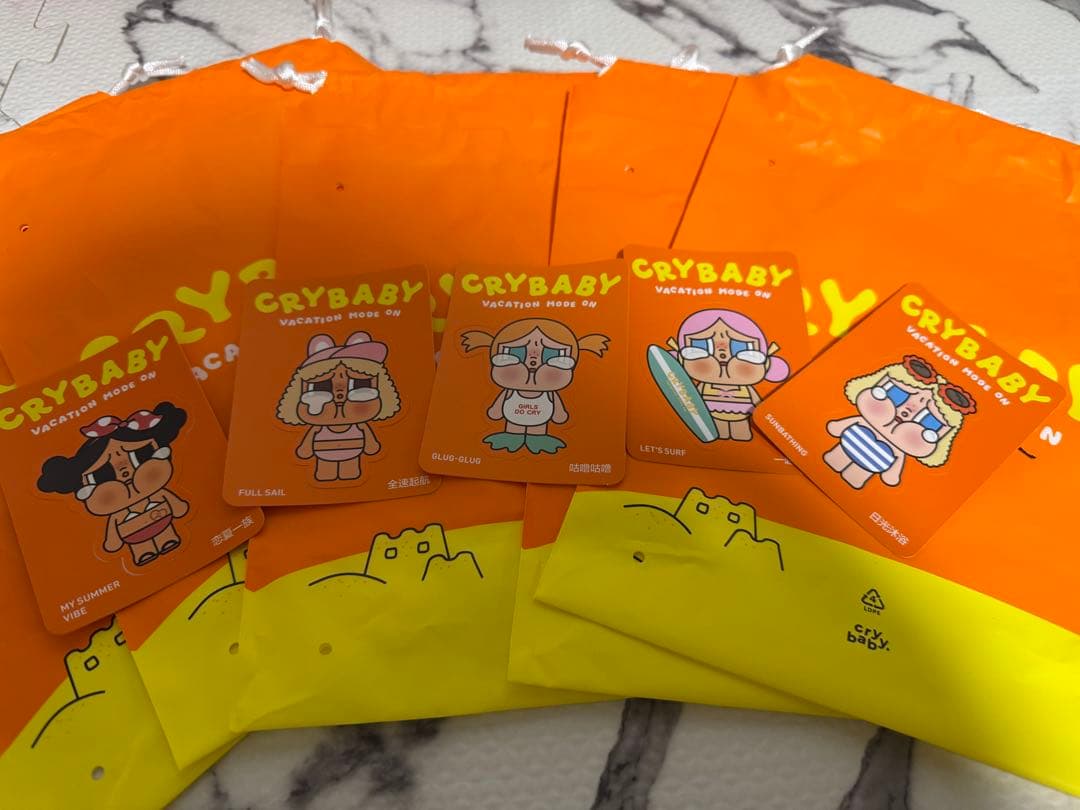 CRYBABY
VACATION MODE ON
MY SUMMER
VIBE
恋夏一族
CRYBABY
VACATION MODE ON
FULL SAIL
全速起航
CRYBABY
VACATION MODE ON
GIRLS
DO CRY
GLUG-GLUG
咕噜咕噜
CRYBABY
VACATION MODE ON
LET'S SURF
CRYBABY
VACATION MODE ON
SUNBATHING
日光沐浴
4
LDPE
cry
baby.